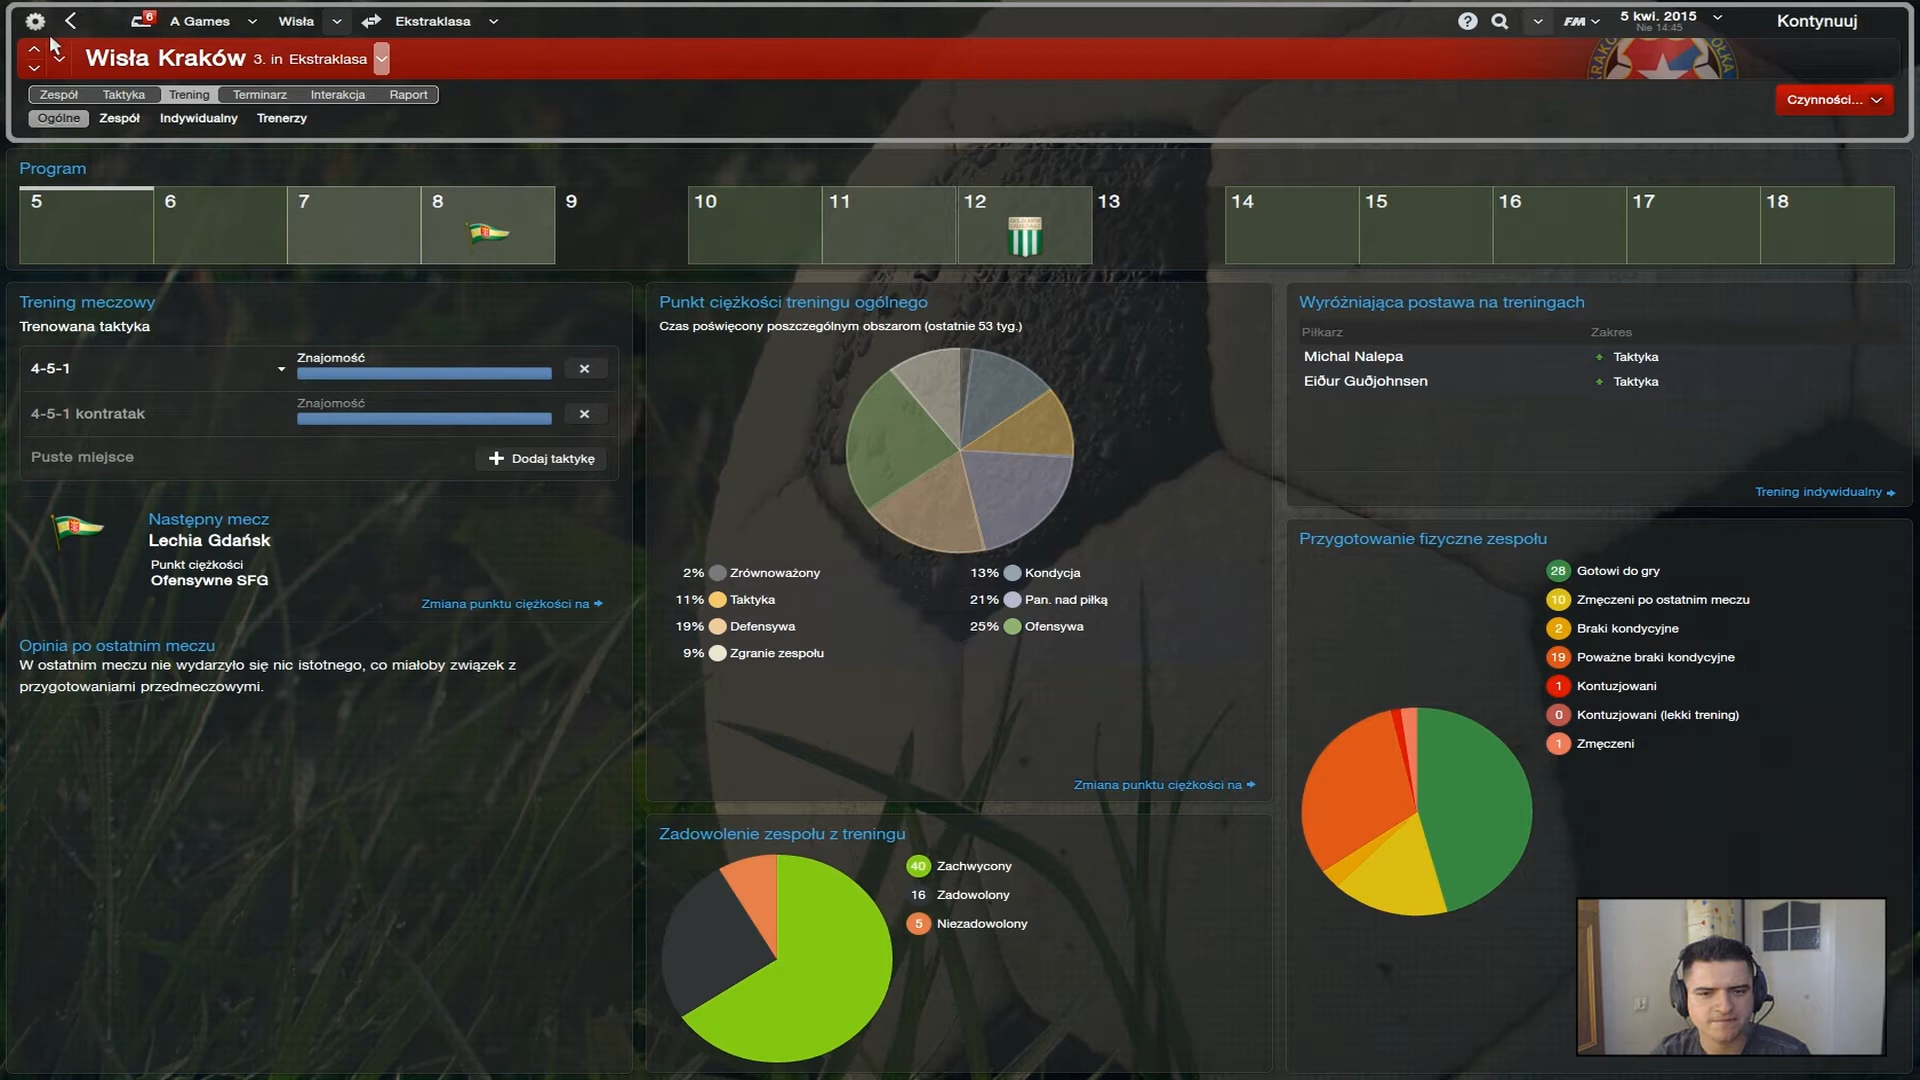 6 A Games Wisła Ekstraklasa ? FM 5 kwi. 2015 Kontynuuj
Nie 14:45
Wisła Kraków 3. in Ekstraklasa
Zespół Taktyka Trening Terminarz Interakcja Raport
Czynności...
Ogólne Zespół Indywidualny Trenerzy
Program
5 6 7 8 9 10 11 12 13 14 15 16 17 18
Trening meczowy
Trenowana taktyka
4-5-1
Znajomość
4-5-1 kontratak
Znajomość
Puste miejsce
Dodaj taktykę
Następny mecz
Lechia Gdańsk
Punkt ciężkości
Ofensywne SFG
Zmiana punktu ciężkości na
Opinia po ostatnim meczu
W ostatnim meczu nie wydarzyło się nic istotnego, co miałoby związek z
przygotowaniami przedmeczowymi.
Punkt ciężkości treningu ogólnego
Czas poświęcony poszczególnym obszarom (ostatnie 53 tyg.)
2% Zrównoważony
13% Kondycja
11% Taktyka
21% Pan. nad piłką
19% Defensywa
25% Ofensywa
9% Zgranie zespołu
Zmiana punktu ciężkości na
Zadowolenie zespołu z treningu
40 Zachwycony
16 Zadowolony
5 Niezadowolony
Wyróżniająca postawa na treningach
Piłkarz Zakres
Michal Nalepa Taktyka
Eiður Guðjohnsen Taktyka
Trening indywidualny
Przygotowanie fizyczne zespołu
28 Gotowi do gry
10 Zmęczeni po ostatnim meczu
2 Braki kondycyjne
19 Poważne braki kondycyjne
1 Kontuzjowani
0 Kontuzjowani (lekki trening)
1 Zmęczeni